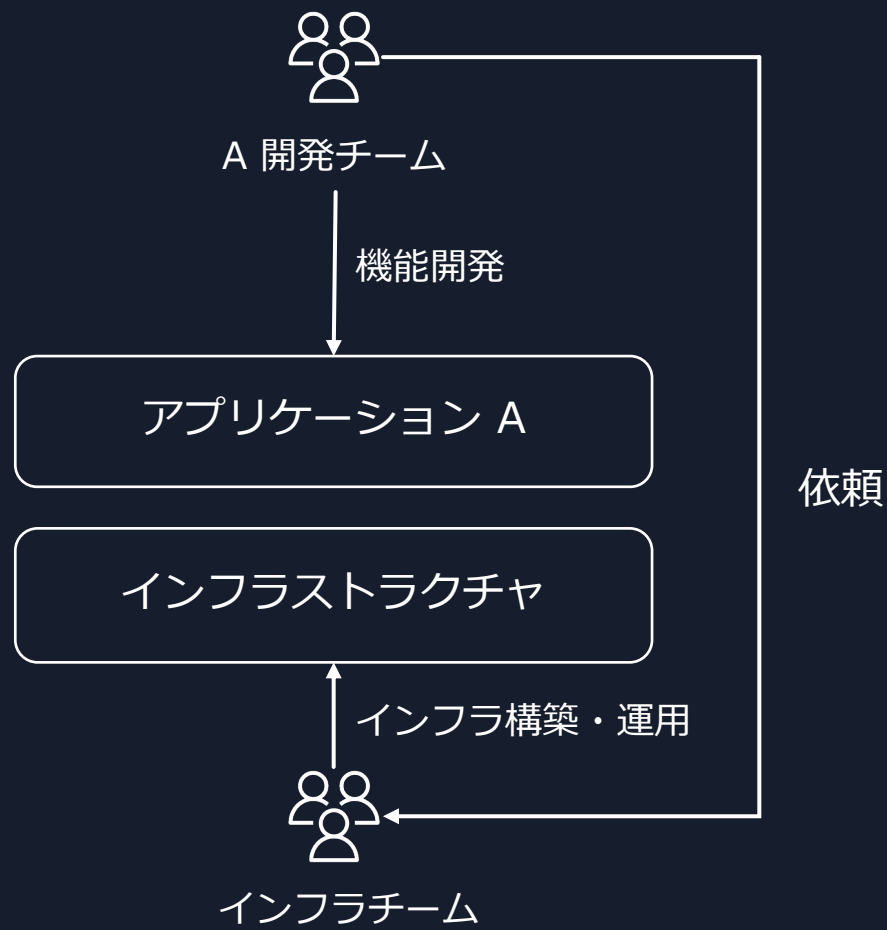 A 開発チーム
機能開発
アプリケーション A
依頼
インフラストラクチャ
インフラ構築・運用
インフラチーム